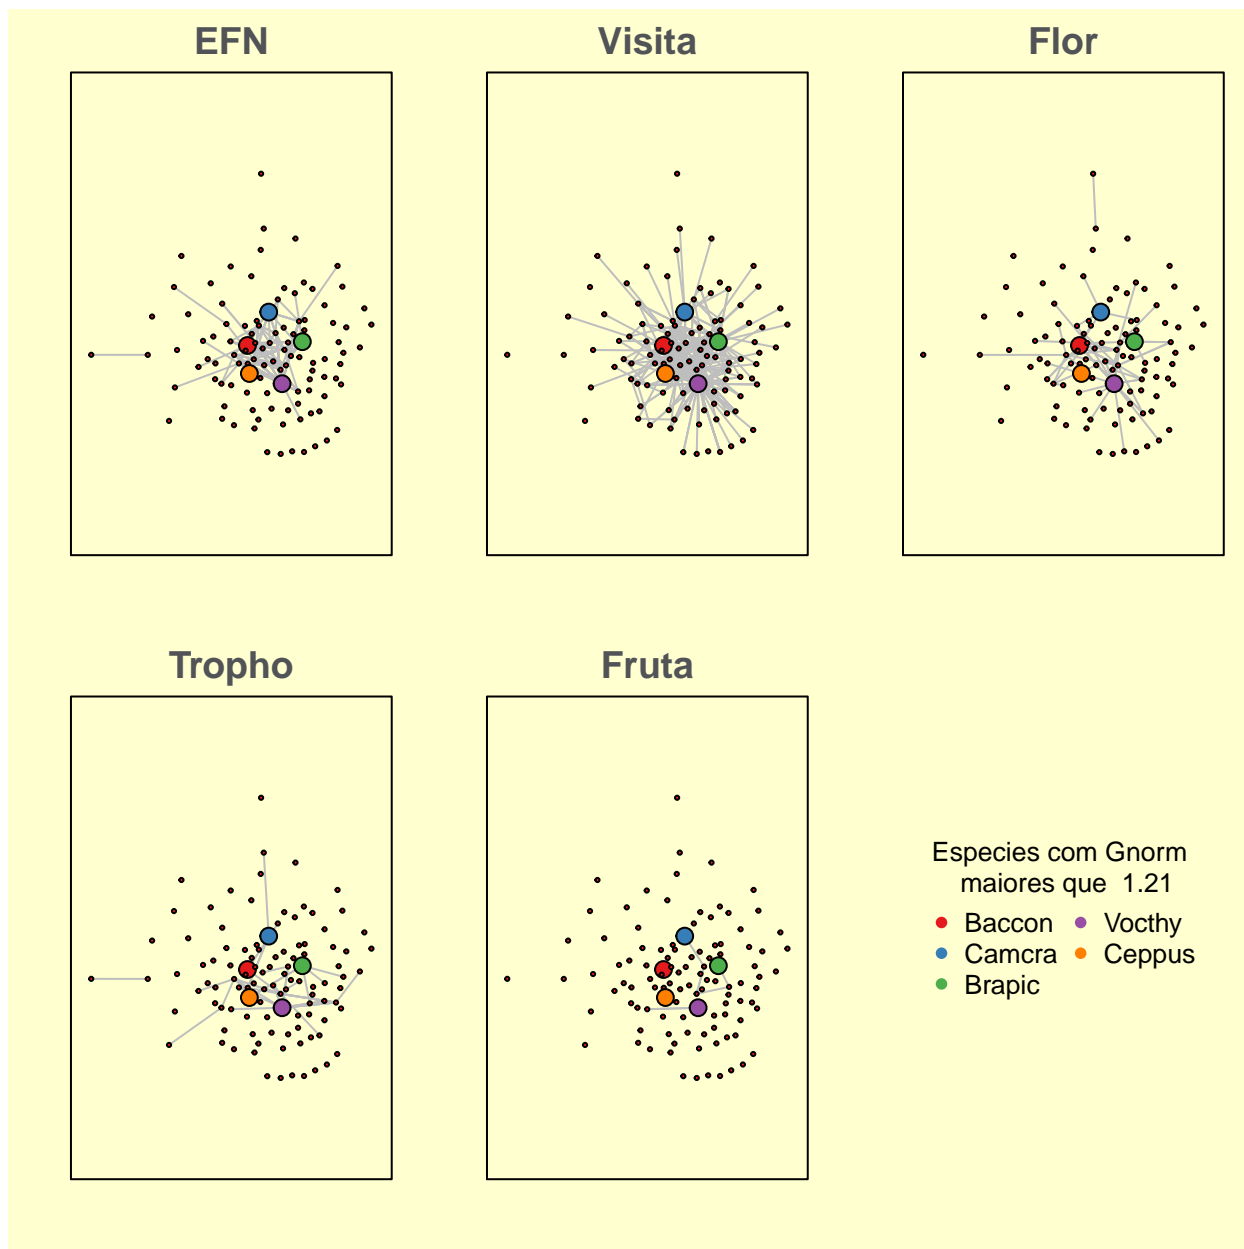 EFN
Visita
Flor
Tropho
Fruta
Especies com Gnorm
maiores que 1.21
Baccon
Vocthy
Camcra
Ceppus
Brapic